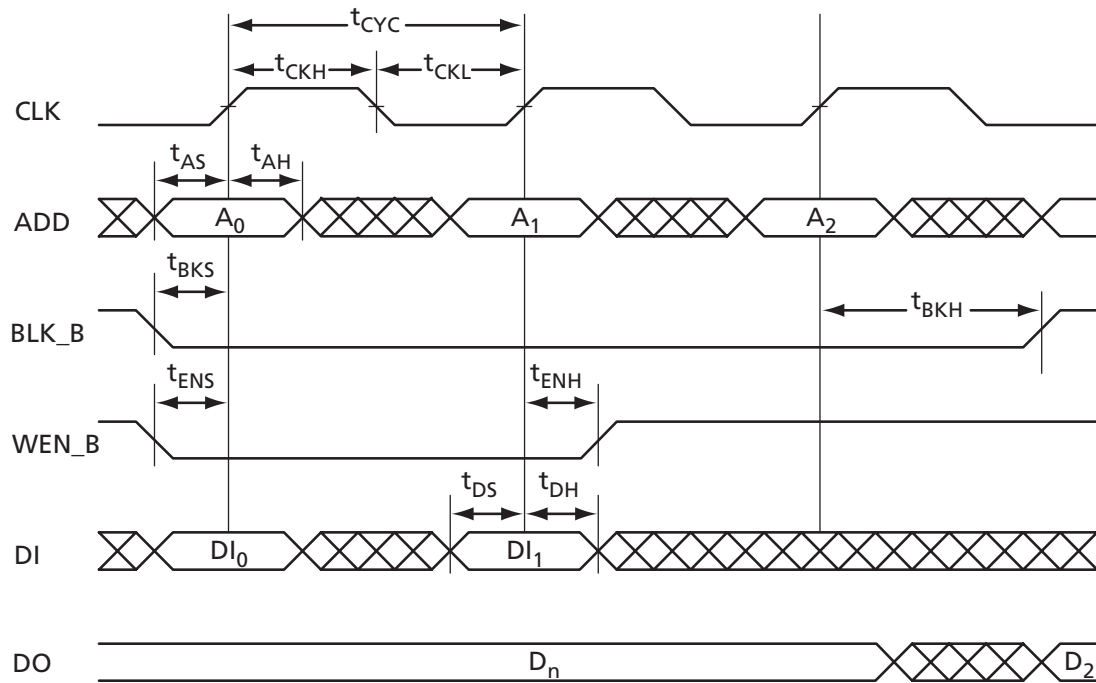 tCYC
tCKH tCKL
CLK
tAS tAH
ADD A0 A1 A2
tBKS tBKH
BLK_B
tENS tENH
WEN_B
tDS tDH
DI DI0 DI1
DO Dn D2